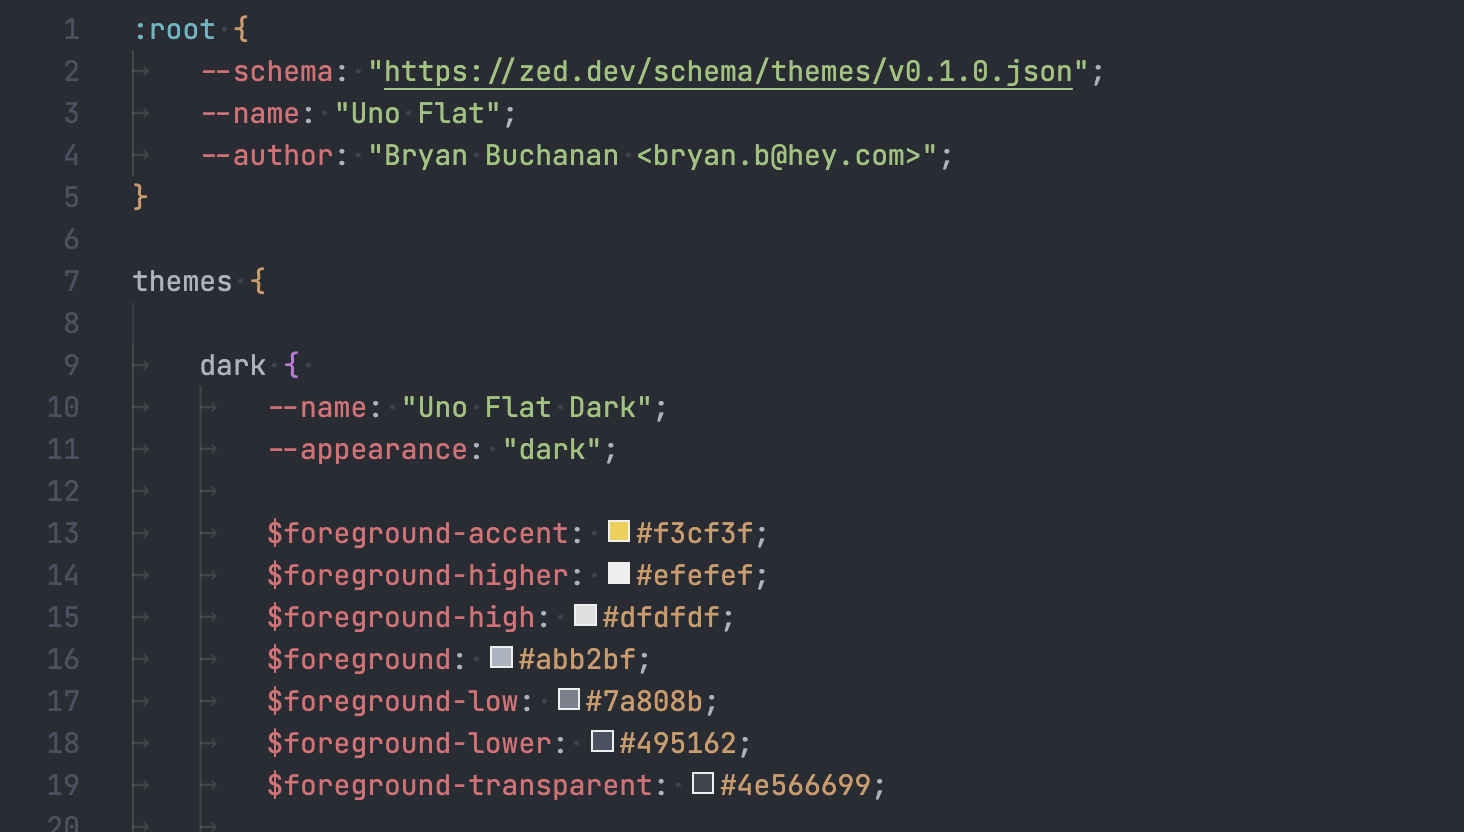 1 :root {
2 --schema: "https://zed.dev/schema/themes/v0.1.0.json";
3 --name: "Uno Flat";
4 --author: "Bryan Buchanan <bryan.b@hey.com>";
5 }
6
7 themes {
8
9 dark {
10 --name: "Uno Flat Dark";
11 --appearance: "dark";
12
13 $foreground-accent: #f3cf3f;
14 $foreground-higher: #efefef;
15 $foreground-high: #dfdfdf;
16 $foreground: #abb2bf;
17 $foreground-low: #7a808b;
18 $foreground-lower: #495162;
19 $foreground-transparent: #4e566699;
20